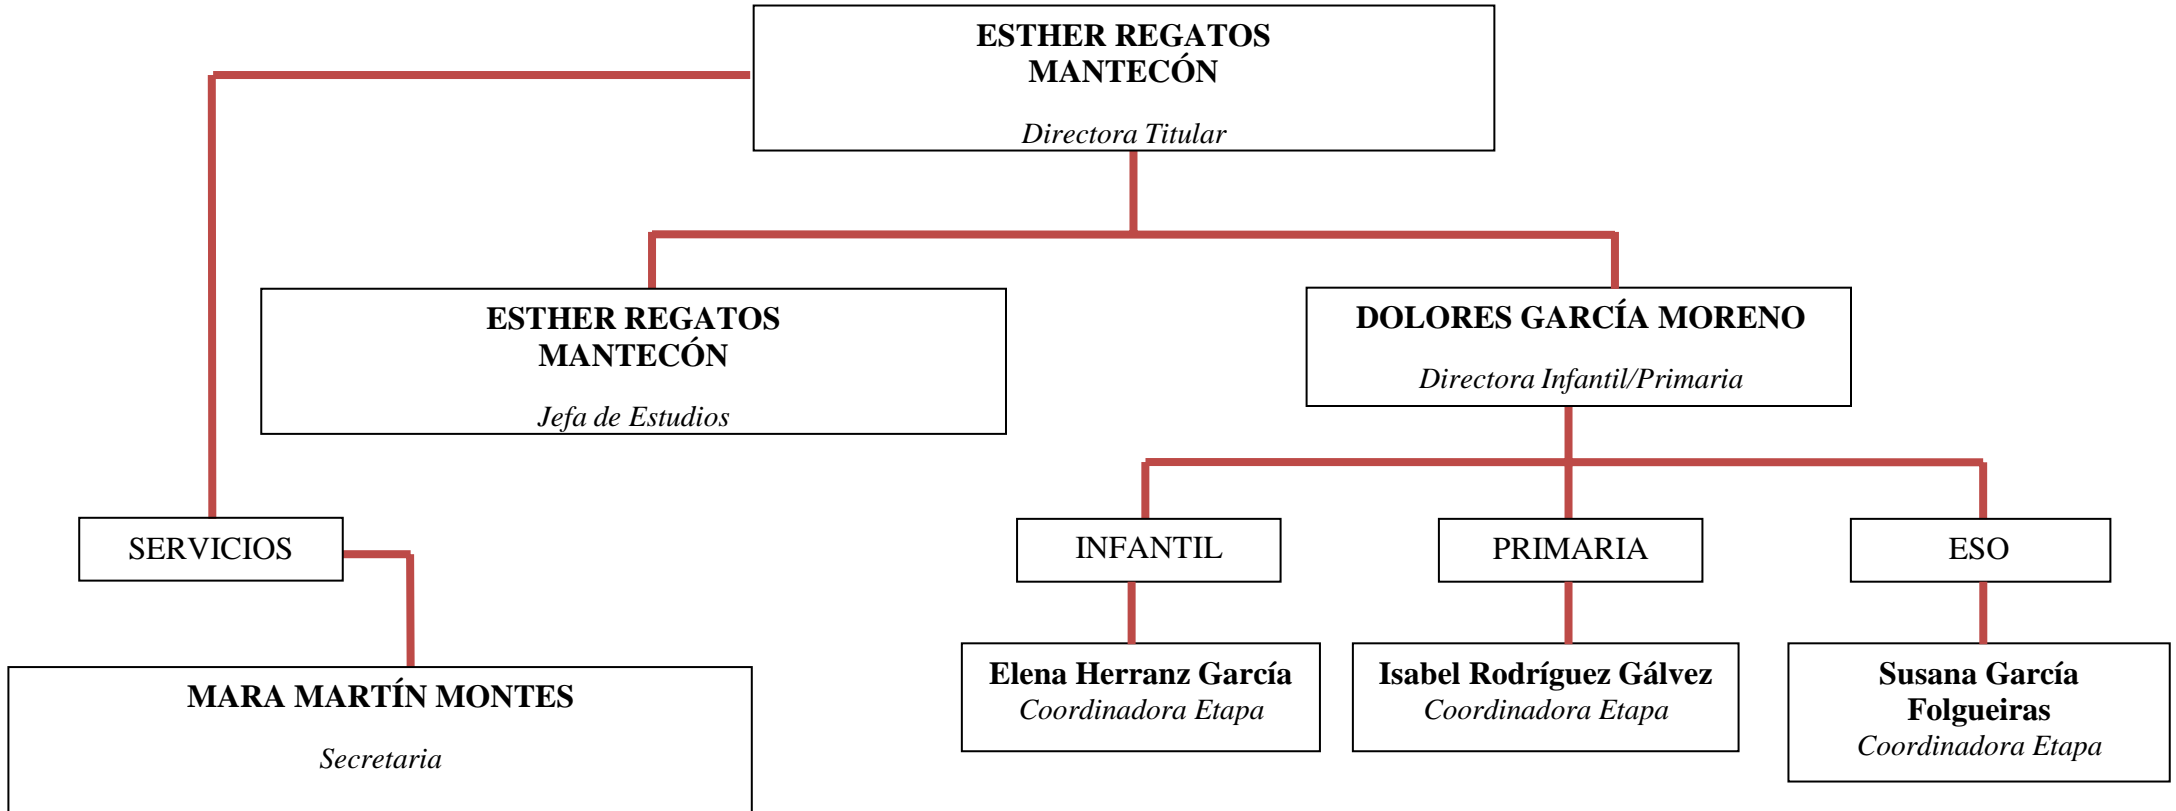 ESTHER REGATOS
MANTECÓN
Directora Titular
ESTHER REGATOS
MANTECÓN
Jefa de Estudios
DOLORES GARCÍA MORENO
Directora Infantil/Primaria
SERVICIOS
INFANTIL
PRIMARIA
ESO
MARA MARTÍN MONTES
Secretaria
Elena Herranz García
Coordinadora Etapa
Isabel Rodríguez Gálvez
Coordinadora Etapa
Susana García
Folgueiras
Coordinadora Etapa